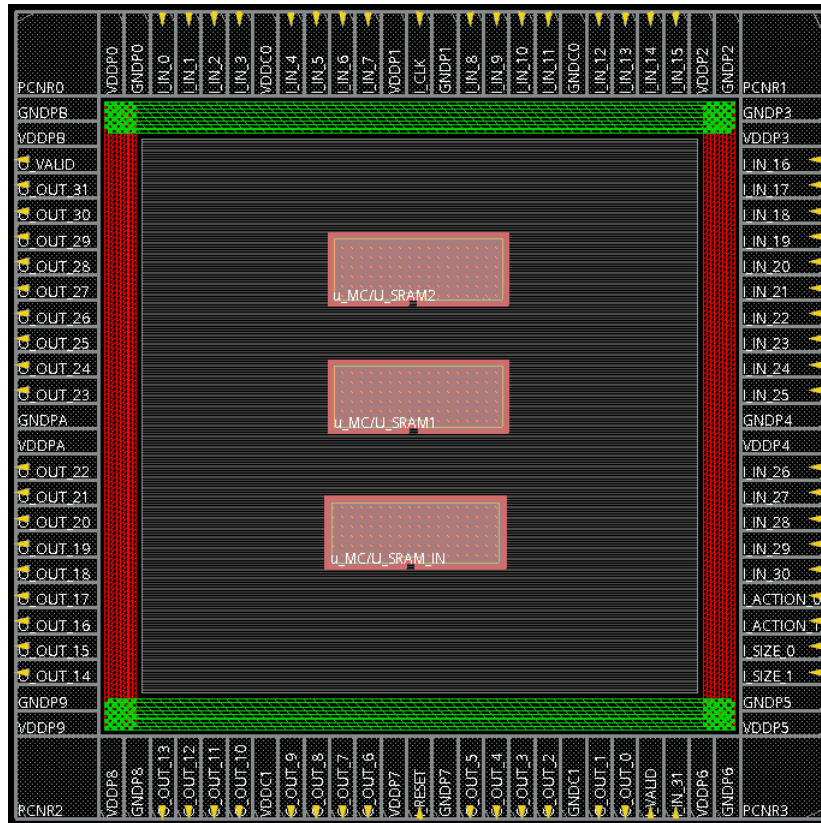 VDDP0
GNDP0
I_IN_0
I_IN_1
I_IN_2
I_IN_3
VDDC0
I_IN_4
I_IN_5
I_IN_6
I_IN_7
VDDP1
I_CLK
GNDP1
I_IN_8
I_IN_9
I_IN_10
I_IN_11
GNDC0
I_IN_12
I_IN_13
I_IN_14
I_IN_15
VDDP2
GNDP2
PCNR0
PCNR1
GNDPB
VDDPB
O_VALID
O_OUT_31
O_OUT_30
O_OUT_29
O_OUT_28
O_OUT_27
O_OUT_26
O_OUT_25
O_OUT_24
O_OUT_23
GNDPA
VDDPA
O_OUT_22
O_OUT_21
O_OUT_20
O_OUT_19
O_OUT_18
O_OUT_17
O_OUT_16
O_OUT_15
O_OUT_14
GNDP9
VDDP9
u_MC/U_SRAM2
u_MC/U_SRAM1
u_MC/U_SRAM_IN
GNDP3
VDDP3
I_IN_16
I_IN_17
I_IN_18
I_IN_19
I_IN_20
I_IN_21
I_IN_22
I_IN_23
I_IN_24
I_IN_25
GNDP4
VDDP4
I_IN_26
I_IN_27
I_IN_28
I_IN_29
I_IN_30
I_ACTION_0
I_ACTION_1
I_SIZE_0
I_SIZE_1
GNDP5
VDDP5
PCNR2
PCNR3
VDDP8
GNDP8
O_OUT_13
O_OUT_12
O_OUT_11
O_OUT_10
VDDC1
O_OUT_9
O_OUT_8
O_OUT_7
O_OUT_6
VDDP7
I_RESET
GNDP7
O_OUT_5
O_OUT_4
O_OUT_3
O_OUT_2
GNDC1
O_OUT_1
O_OUT_0
I_VALID
I_IN_31
VDDP6
GNDP6